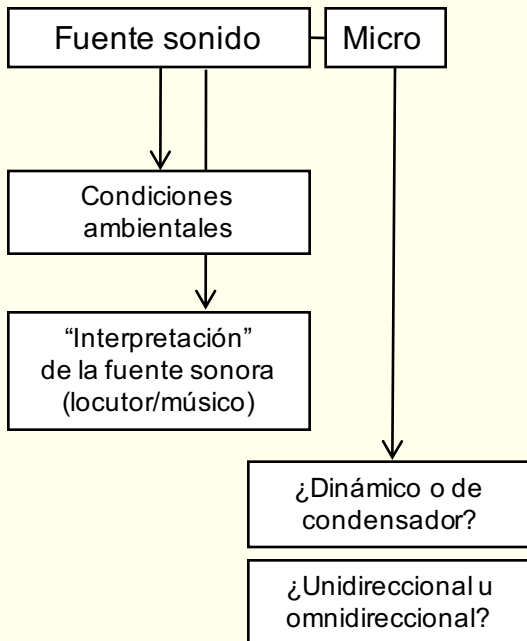 Fuente sonido
Micro
Condiciones
ambientales
“Interpretación”
de la fuente sonora
(locutor/músico)
¿Dinámico o de
condensador?
¿Unidireccional u
omnidireccional?